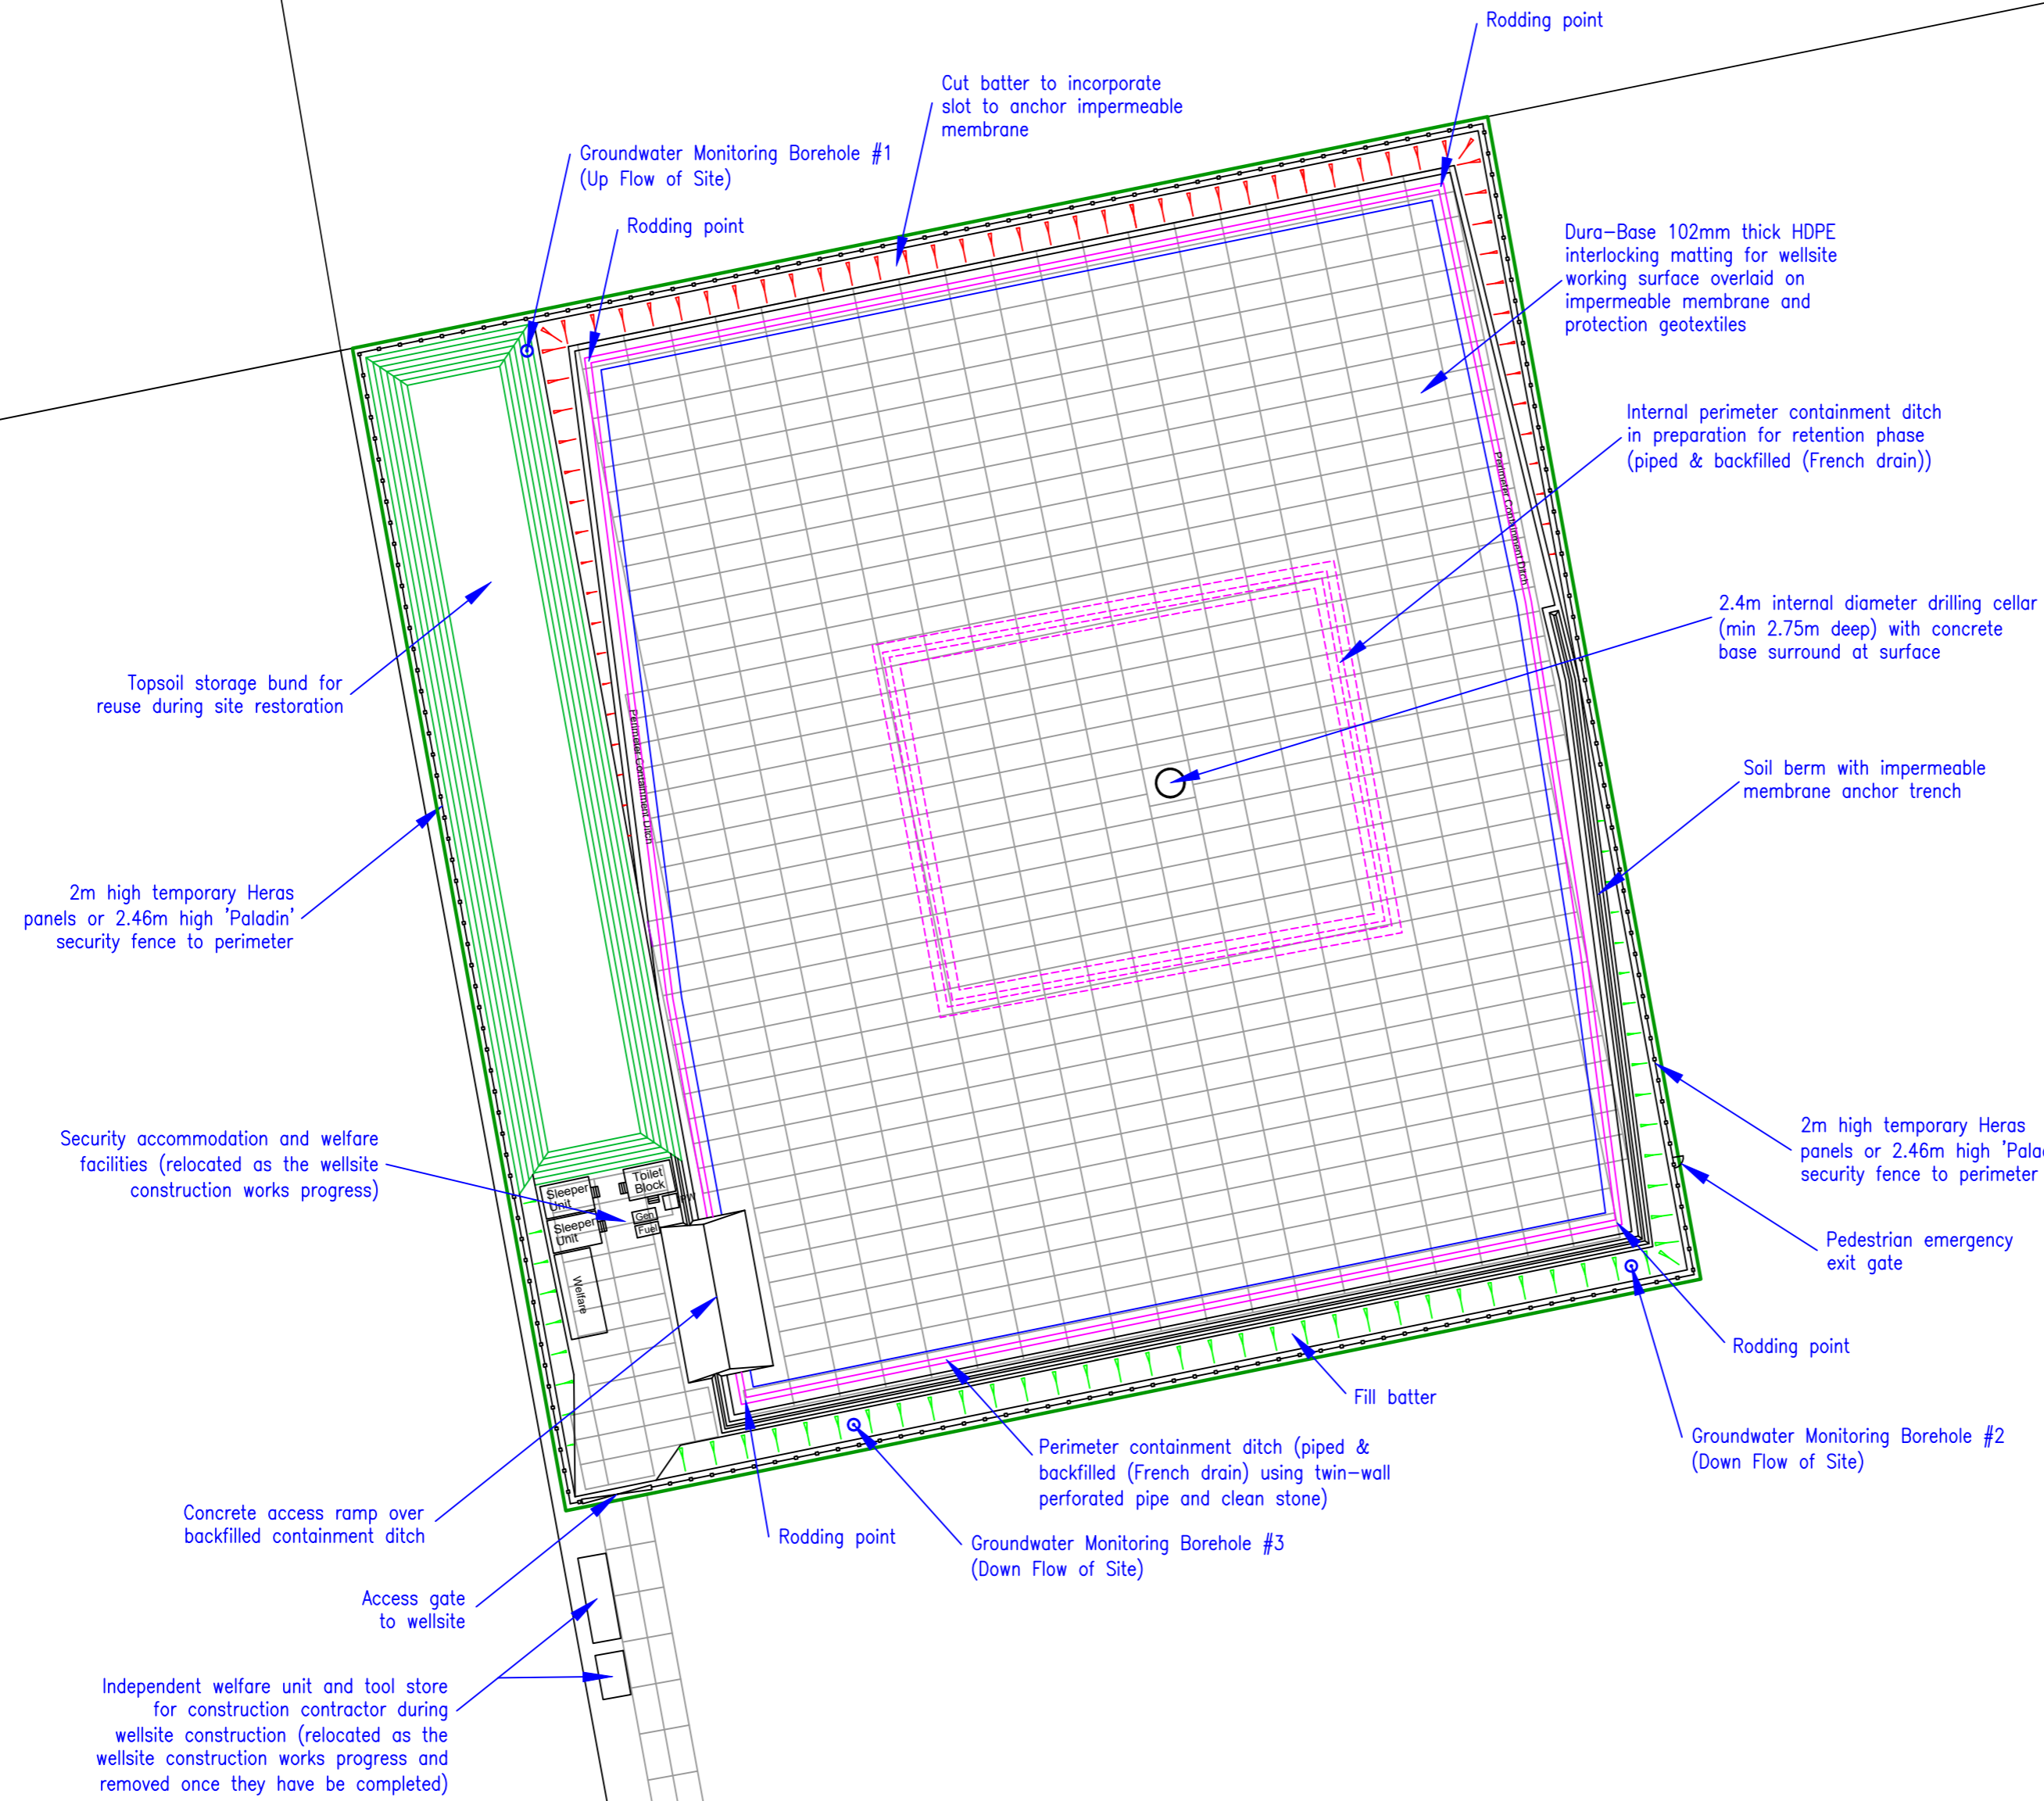 Rodding point
Cut batter to incorporate
slot to anchor impermeable
membrane
Groundwater Monitoring Borehole #1
(Up Flow of Site)
Rodding point
Dura-Base 102mm thick HDPE
interlocking matting for wellsite
working surface overlaid on
impermeable membrane and
protection geotextiles
Internal perimeter containment ditch
in preparation for retention phase
(piped & backfilled (French drain))
Perimeter Containment Ditch
2.4m internal diameter drilling cellar
(min 2.75m deep) with concrete
base surround at surface
Topsoil storage bund for
reuse during site restoration
Perimeter Containment Ditch
Soil berm with impermeable
membrane anchor trench
2m high temporary Heras
panels or 2.46m high 'Paladin'
security fence to perimeter
Security accommodation and welfare
facilities (relocated as the wellsite
construction works progress)
Sleeper
Unit
Toilet
Block
Sleeper
Unit
Gen
Fuel
Welfare
2m high temporary Heras
panels or 2.46m high 'Pala
security fence to perimeter
Pedestrian emergency
exit gate
Rodding point
Fill batter
Groundwater Monitoring Borehole #2
(Down Flow of Site)
Perimeter containment ditch (piped &
backfilled (French drain) using twin-wall
perforated pipe and clean stone)
Concrete access ramp over
backfilled containment ditch
Rodding point
Groundwater Monitoring Borehole #3
(Down Flow of Site)
Access gate
to wellsite
Independent welfare unit and tool store
for construction contractor during
wellsite construction (relocated as the
wellsite construction works progress and
removed once they have be completed)